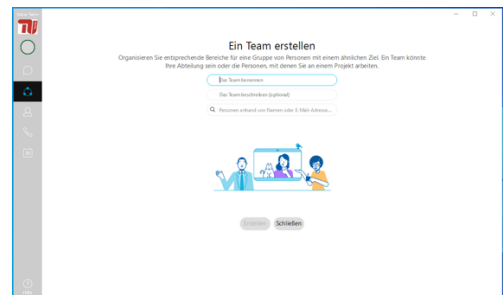 Ein Team erstellen
Organisieren Sie entsprechende Bereiche für eine Gruppe von Personen mit einem ähnlichen Ziel. Ein Team könnte
Ihre Abteilung sein oder die Personen, mit denen Sie an einem Projekt arbeiten.
Das Team benennen
Das Team beschreiben (optional)
Personen anhand von Namen oder E-Mail-Adresse...
Erstellen Schließen